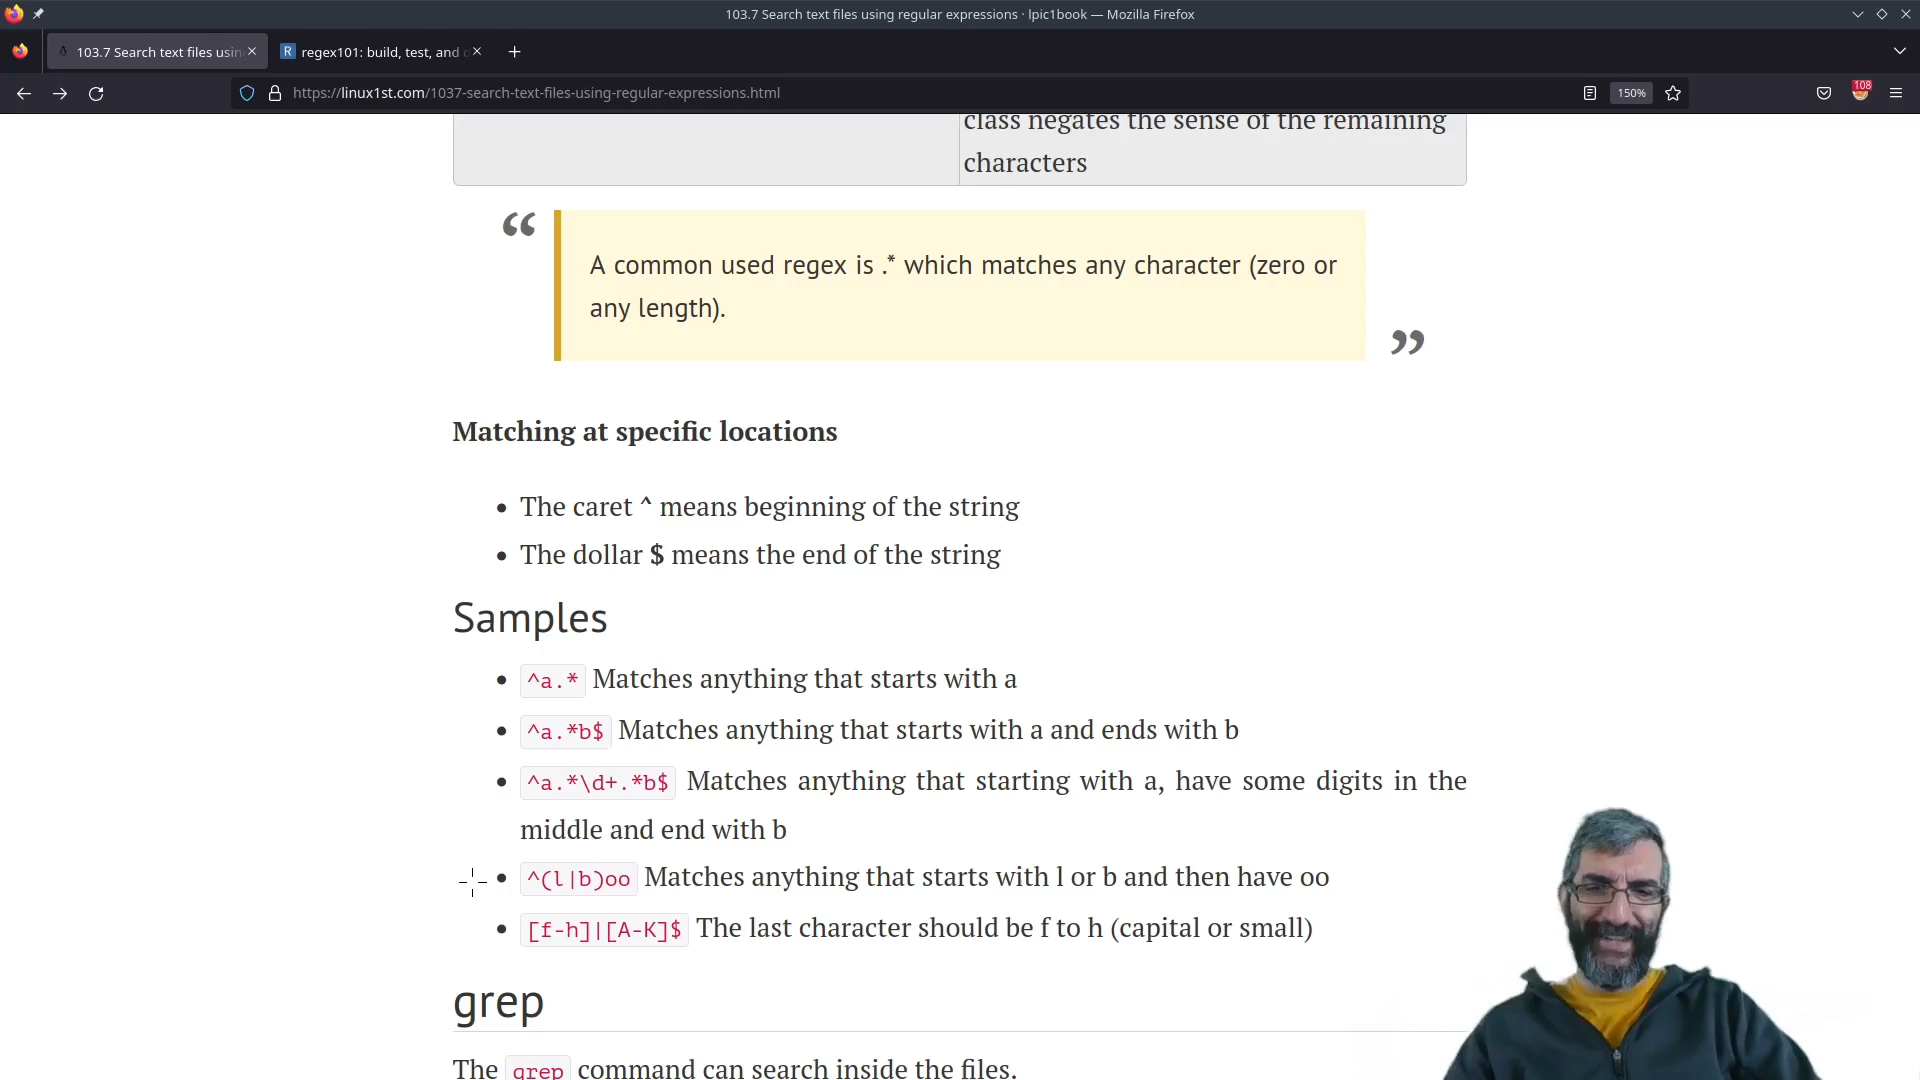 103.7 Search text files using regular expressions · lpic1book — Mozilla Firefox
103.7 Search text files usin
regex101: build, test, and d
https://linux1st.com/1037-search-text-files-using-regular-expressions.html
150%
108
class negates the sense of the remaining
characters
“
A common used regex is .* which matches any character (zero or
any length).
”
Matching at specific locations
• The caret ^ means beginning of the string
• The dollar $ means the end of the string
Samples
• ^a.* Matches anything that starts with a
• ^a.*b$ Matches anything that starts with a and ends with b
• ^a.*\d+.*b$ Matches anything that starting with a, have some digits in the
middle and end with b
• ^(l|b)oo Matches anything that starts with l or b and then have oo
• [f-h]|[A-K]$ The last character should be f to h (capital or small)
grep
The grep command can search inside the files.